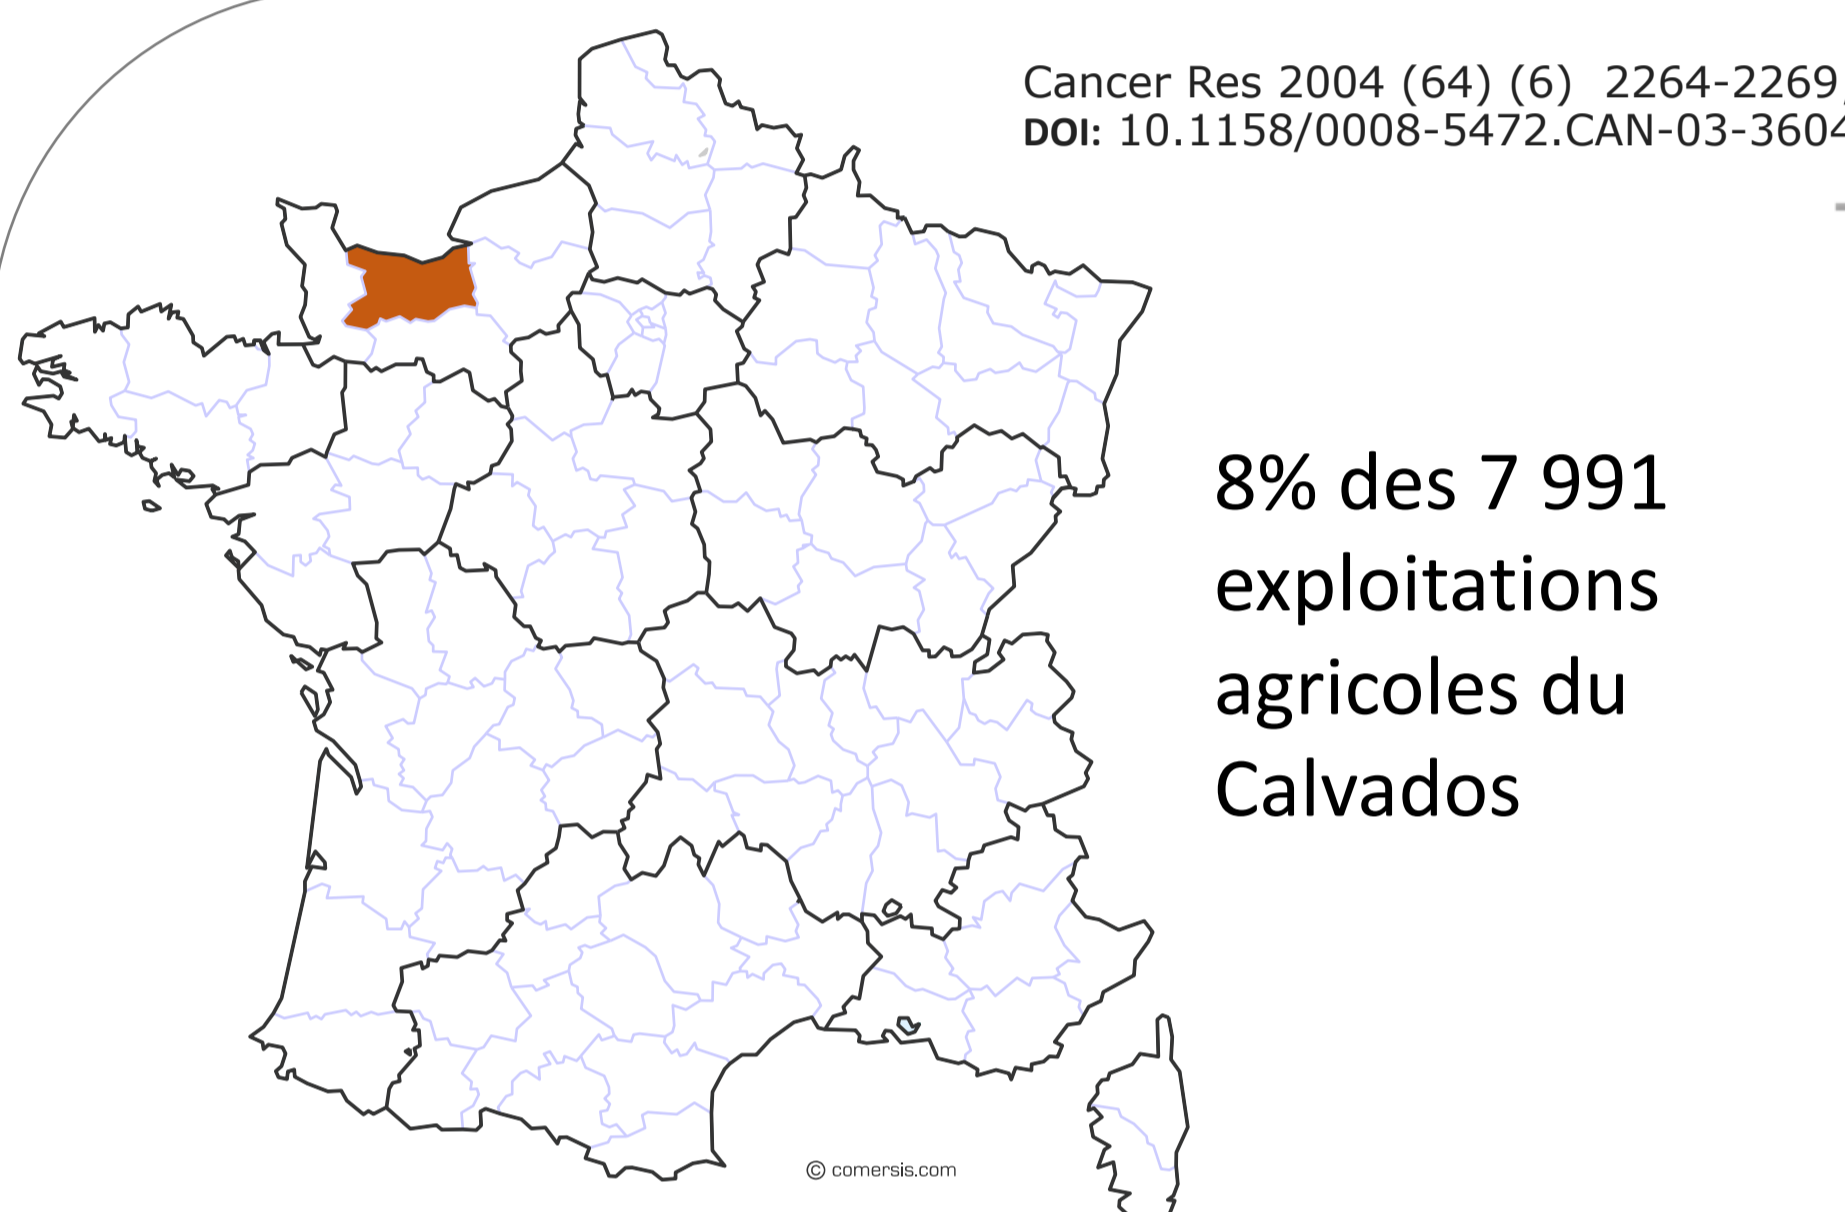 Cancer Res 2004 (64) (6) 2264-2269,
DOI: 10.1158/0008-5472.CAN-03-3604
8% des 7 991
exploitations
agricoles du
Calvados
© comersis.com